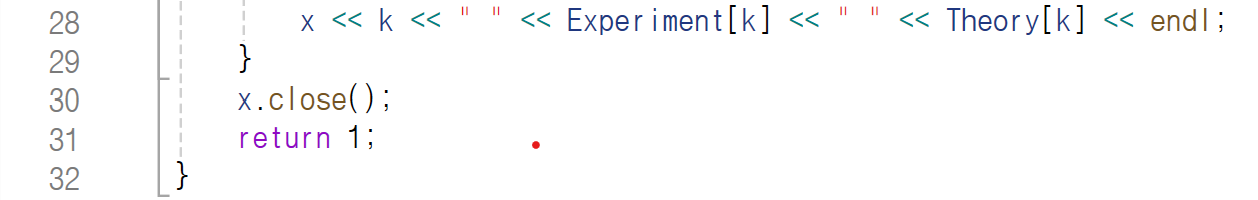 28 x << k << " " << Experiment[k] << " " << Theory[k] << endl;
29 }
30 x.close();
31 return 1;
32 }